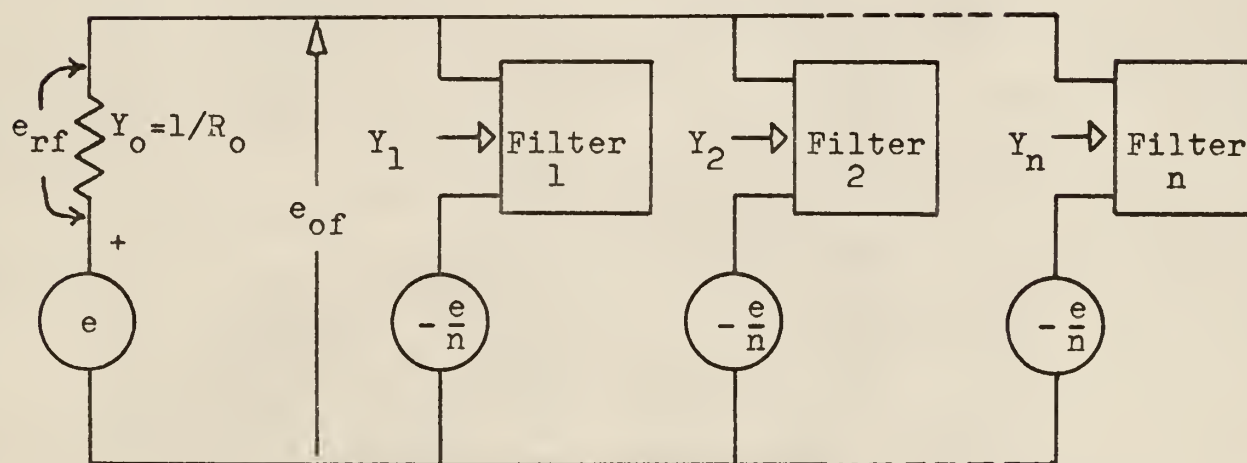 e_rf
Y_o=1/R_o
+
e
e_of
Y_1
Filter
1
-e/n
Y_2
Filter
2
-e/n
Y_n
Filter
n
-e/n